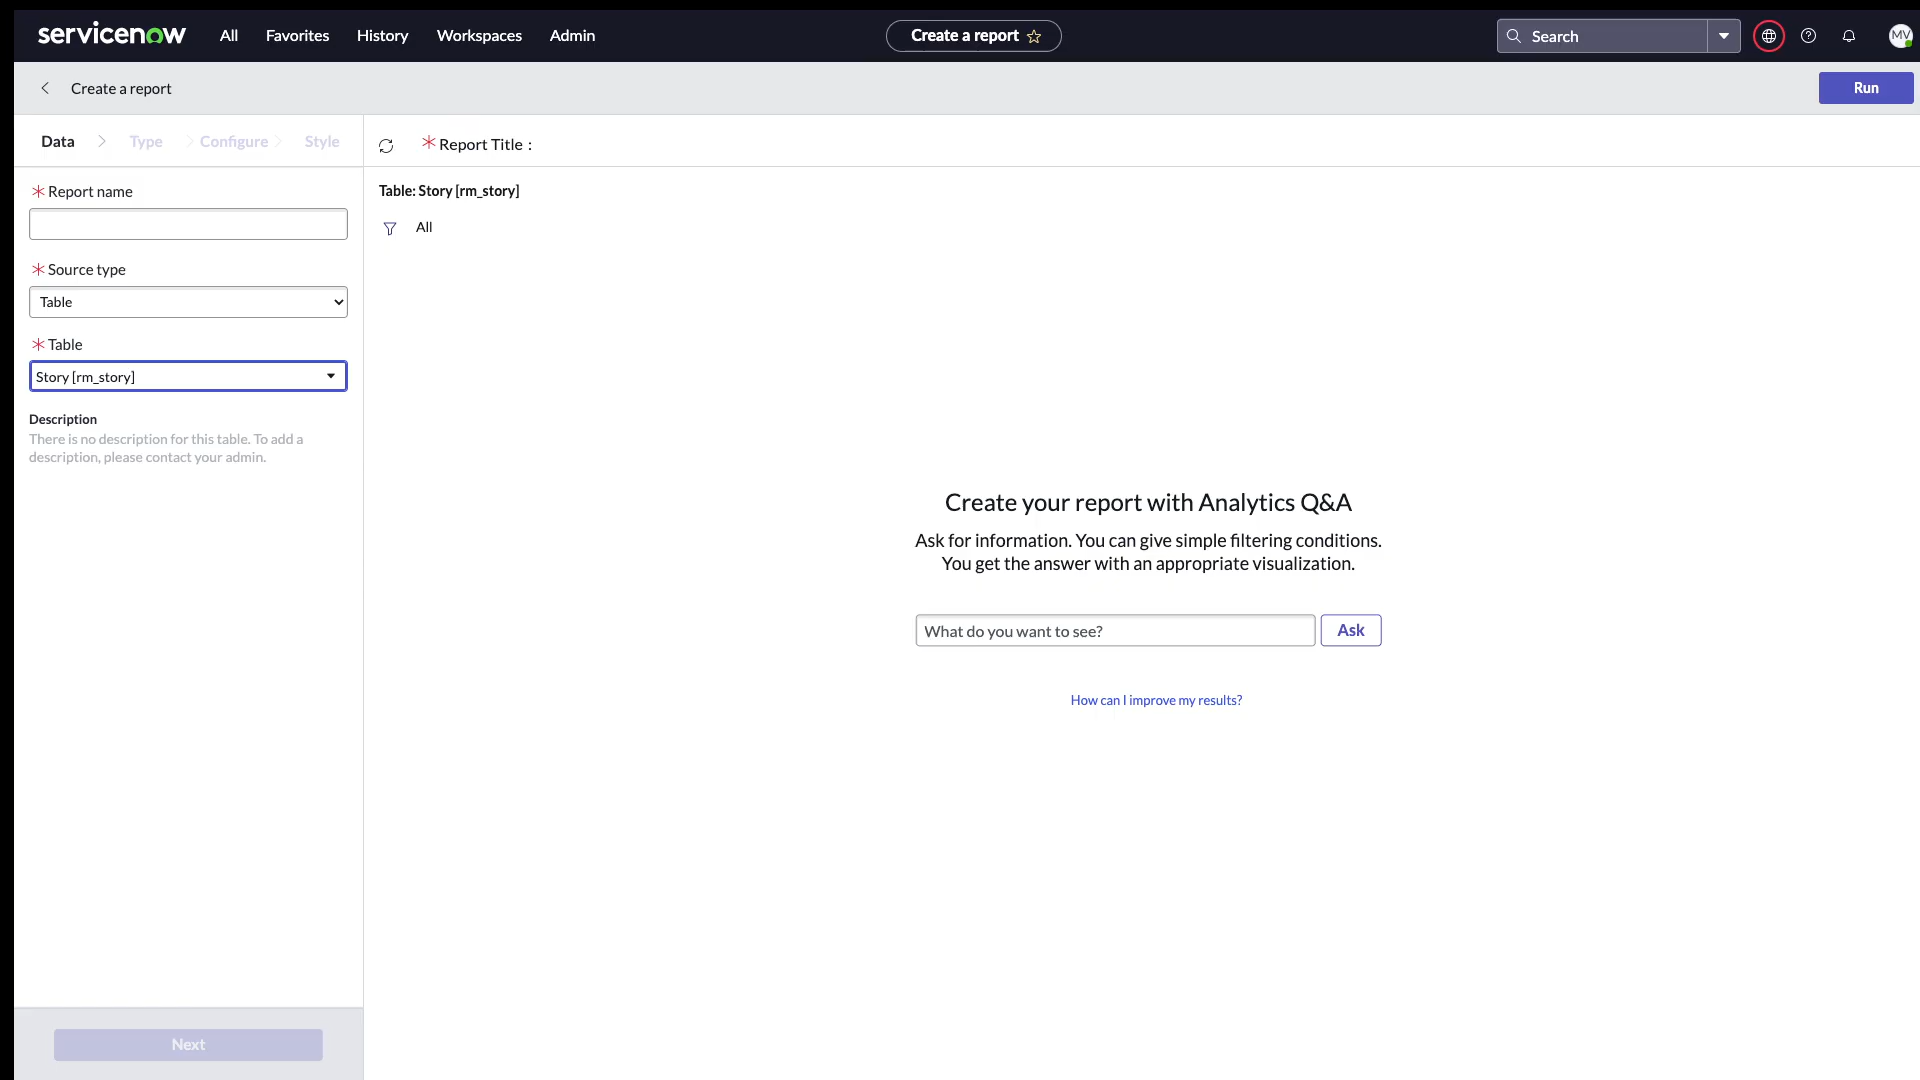 servicenow All Favorites History Workspaces Admin Create a report Search MV
Create a report Run
Data Type Configure Style
* Report Title :
* Report name
Table: Story [rm_story]
All
* Source type
Table
* Table
Story [rm_story]
Description
There is no description for this table. To add a
description, please contact your admin.
Create your report with Analytics Q&A
Ask for information. You can give simple filtering conditions.
You get the answer with an appropriate visualization.
What do you want to see? Ask
How can I improve my results?
Next